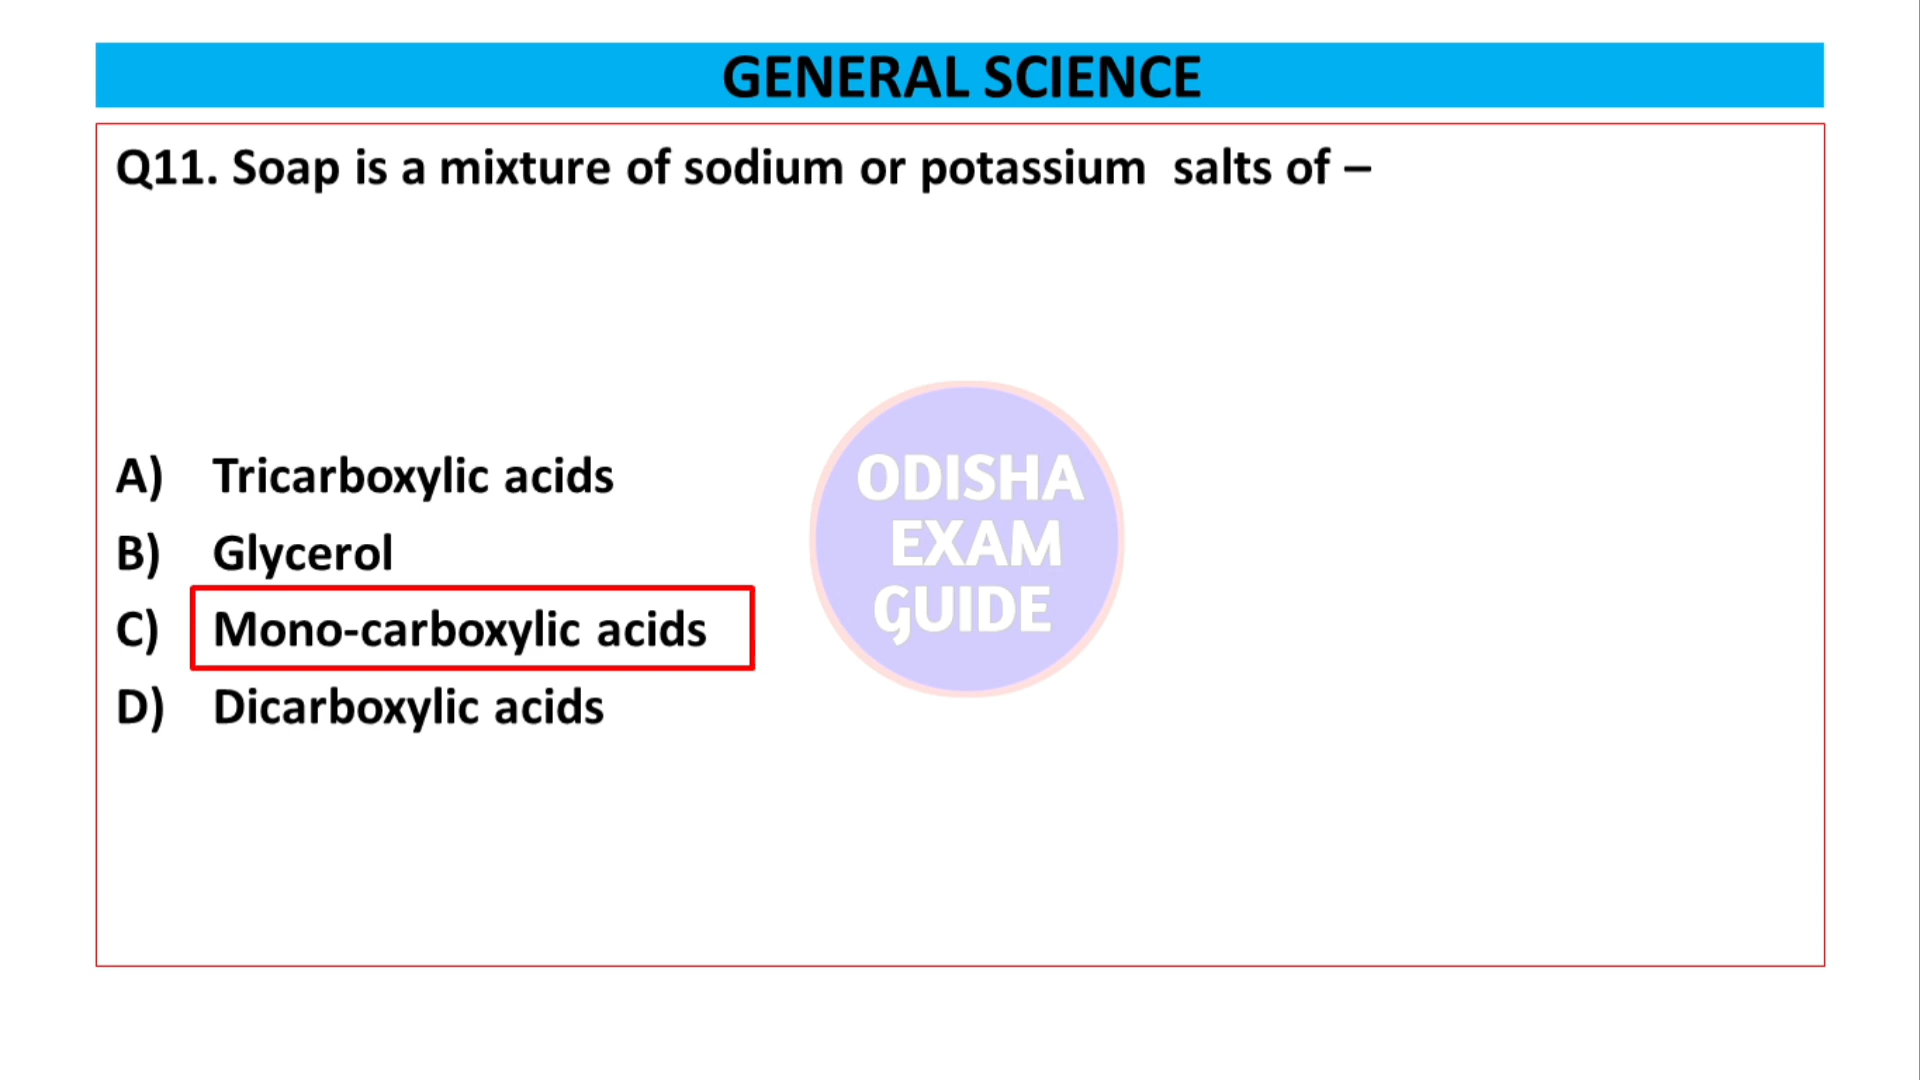 GENERAL SCIENCE
Q11. Soap is a mixture of sodium or potassium  salts of –
A) Tricarboxylic acids
B) Glycerol
C) Mono-carboxylic acids
D) Dicarboxylic acids
ODISHA
EXAM
GUIDE